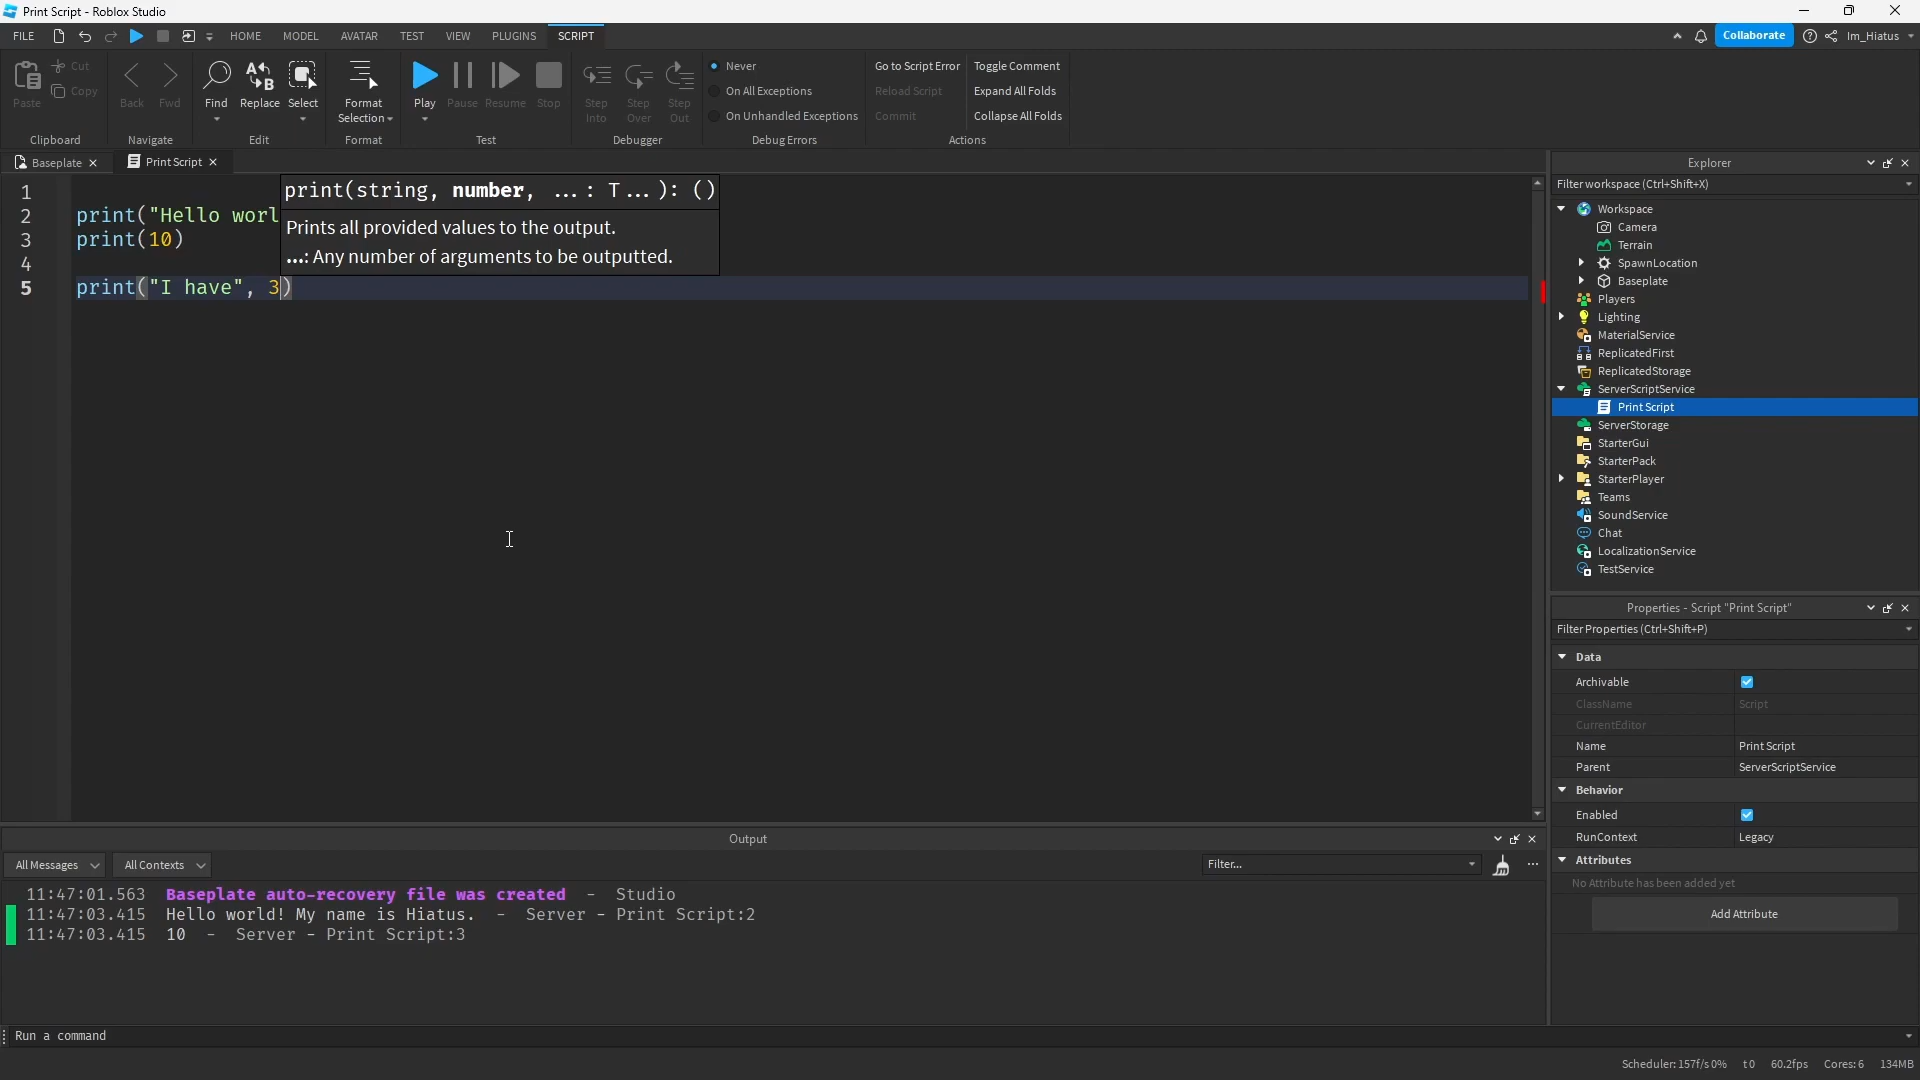 Print Script - Roblox Studio
FILE HOME MODEL AVATAR TEST VIEW PLUGINS SCRIPT Collaborate Im_Hiatus
Paste Cut Copy Back Fwd Find Replace Select Format Selection Play Pause Resume Stop Step Into Step Over Step Out
Never Go to Script Error Toggle Comment
On All Exceptions Reload Script Expand All Folds
On Unhandled Exceptions Commit Collapse All Folds
Clipboard Navigate Edit Format Test Debugger Debug Errors Actions
Baseplate Print Script
1
2 print("Hello worl
3 print(10)
4
5 print("I have", 3)
print(string, number, ...: T...): ()
Prints all provided values to the output.
...: Any number of arguments to be outputted.
Explorer
Filter workspace (Ctrl+Shift+X)
Workspace
Camera
Terrain
SpawnLocation
Baseplate
Players
Lighting
MaterialService
ReplicatedFirst
ReplicatedStorage
ServerScriptService
Print Script
ServerStorage
StarterGui
StarterPack
StarterPlayer
Teams
SoundService
Chat
LocalizationService
TestService
Properties - Script "Print Script"
Filter Properties (Ctrl+Shift+P)
Data
Archivable
ClassName Script
CurrentEditor
Name Print Script
Parent ServerScriptService
Behavior
Enabled
RunContext Legacy
Attributes
No Attribute has been added yet
Add Attribute
Output
All Messages All Contexts Filter...
11:47:01.563 Baseplate auto-recovery file was created - Studio
11:47:03.415 Hello world! My name is Hiatus. - Server - Print Script:2
11:47:03.415 10 - Server - Print Script:3
Run a command
Scheduler: 157f/s 0% t0 60.2fps Cores: 6 134MB